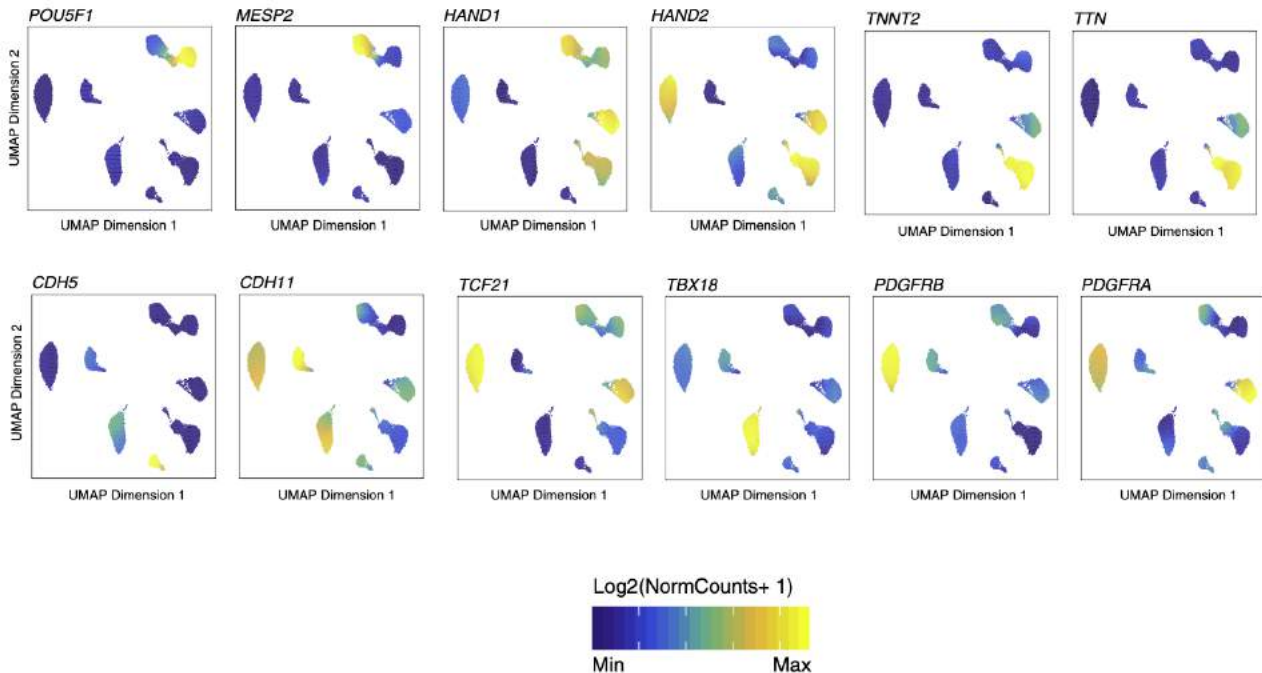 POU5F1 MESP2 HAND1 HAND2 TNNT2 TTN
UMAP Dimension 2
UMAP Dimension 1 UMAP Dimension 1 UMAP Dimension 1 UMAP Dimension 1 UMAP Dimension 1 UMAP Dimension 1
CDH5 CDH11 TCF21 TBX18 PDGFRB PDGFRA
UMAP Dimension 2
UMAP Dimension 1 UMAP Dimension 1 UMAP Dimension 1 UMAP Dimension 1 UMAP Dimension 1 UMAP Dimension 1
Log2(NormCounts+ 1)
Min Max